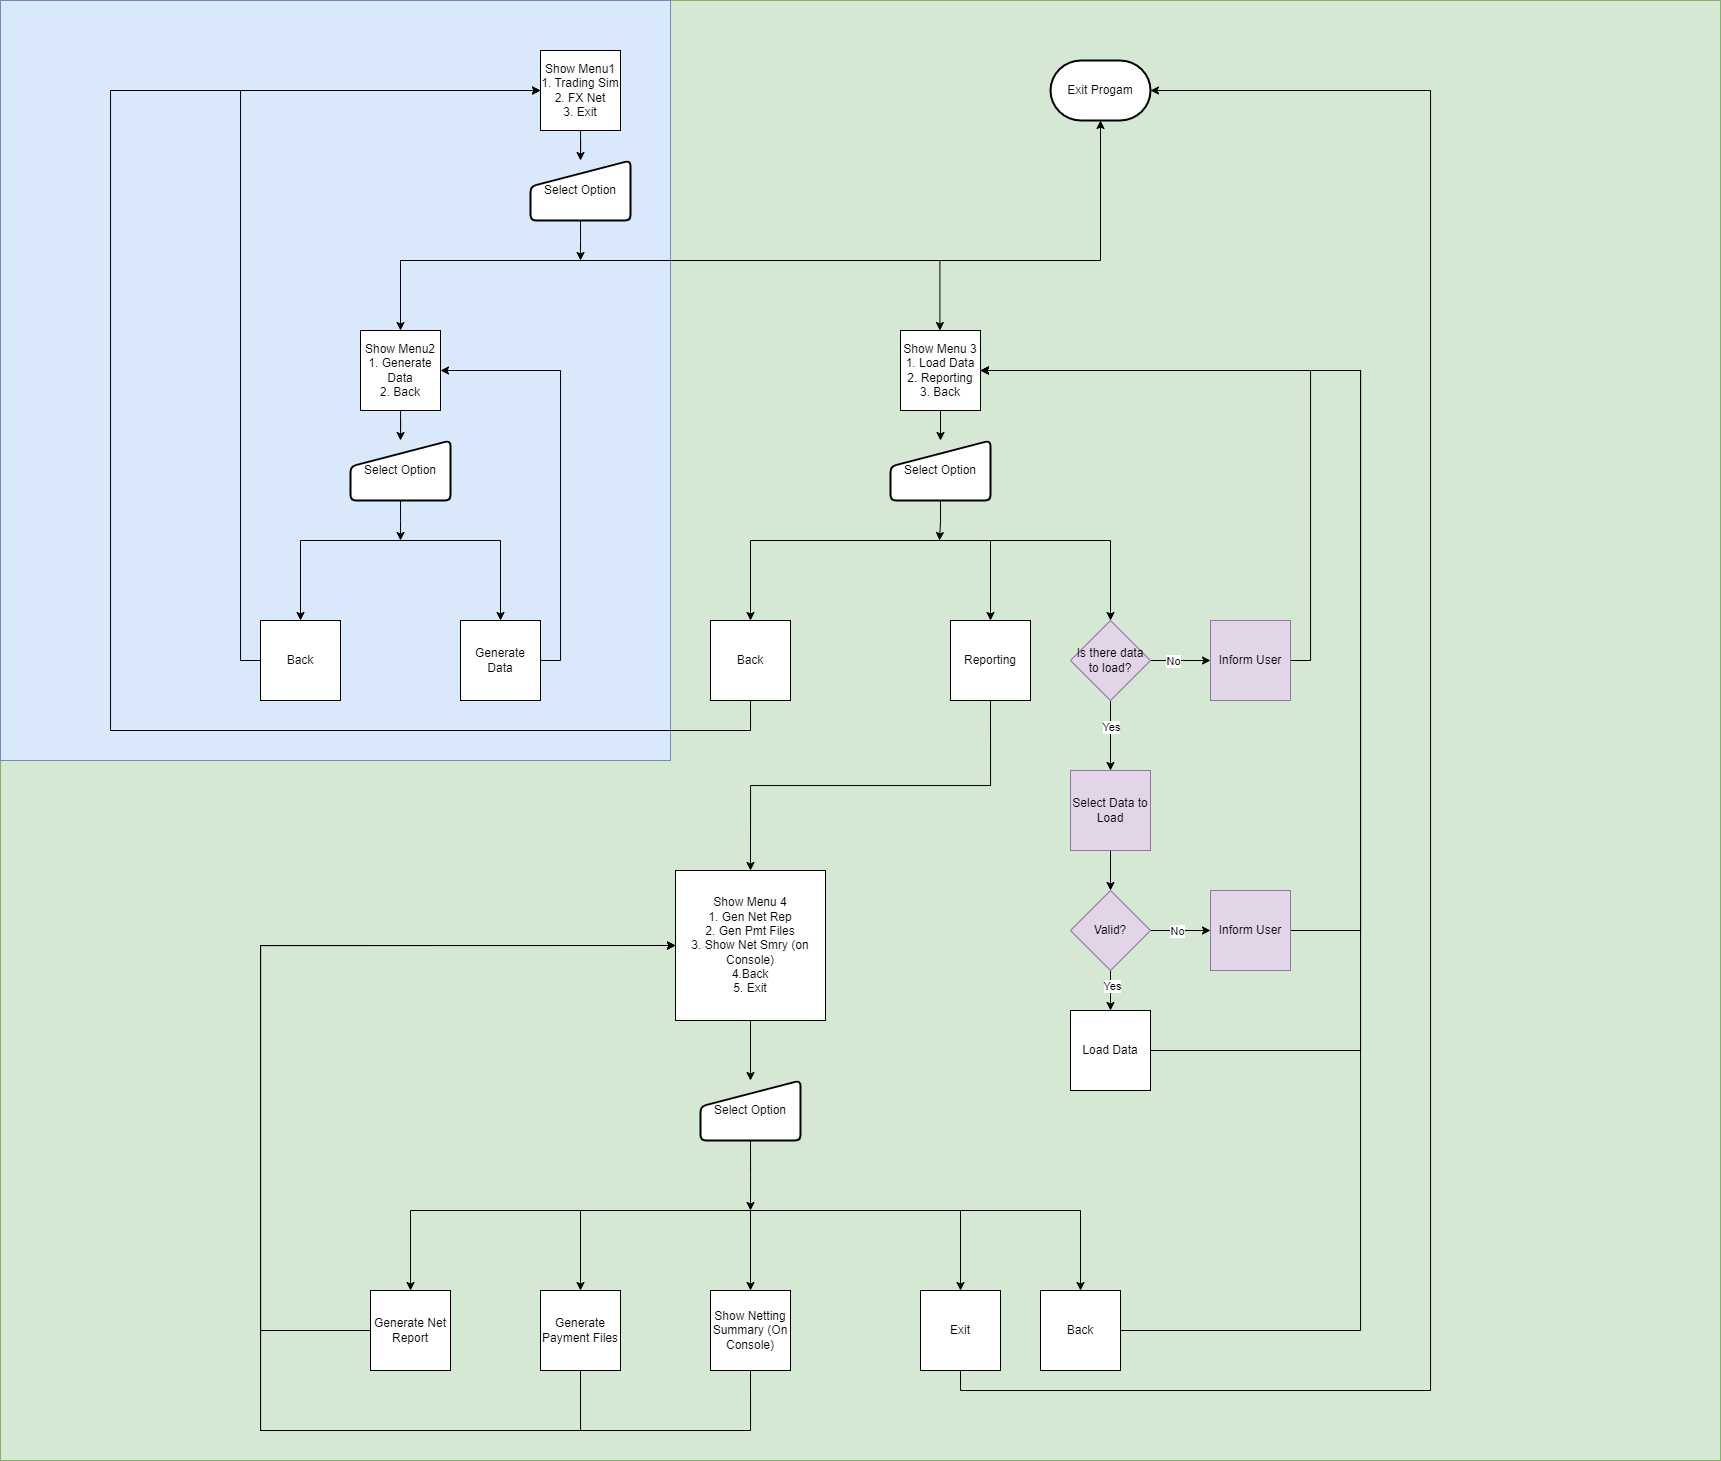 Show Menu1
1. Trading Sim
2. FX Net
3. Exit
Exit Progam
Select Option
Show Menu2
1. Generate
Data
2. Back
Show Menu 3
1. Load Data
2. Reporting
3. Back
Select Option
Select Option
Back
Generate
Data
Back
Reporting
Is there data
to load?
No
Inform User
Yes
Select Data to
Load
Show Menu 4
1. Gen Net Rep
2. Gen Pmt Files
3. Show Net Smry (on
Console)
4.Back
5. Exit
Valid?
No
Inform User
Yes
Load Data
Select Option
Generate Net
Report
Generate
Payment Files
Show Netting
Summary (On
Console)
Exit
Back